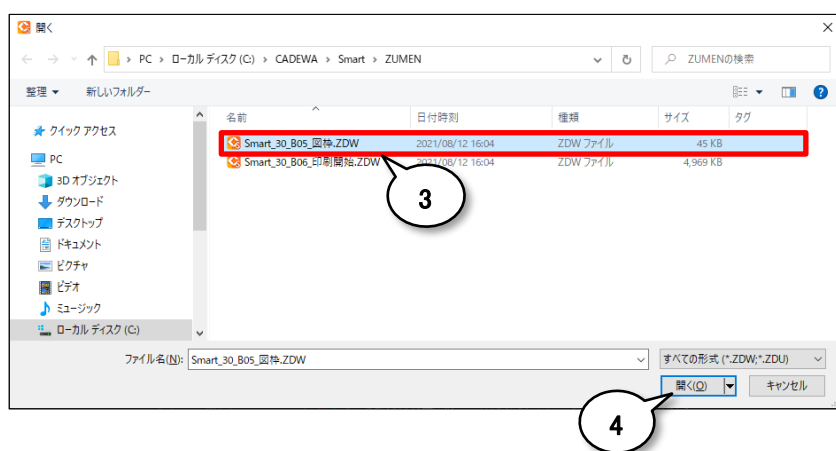 開く
PC › ローカル ディスク (C:) › CADEWA › Smart › ZUMEN
ZUMENの検索
整理 ▼ 新しいフォルダー
名前 日付時刻 種類 サイズ タグ
クイック アクセス
PC
3D オブジェクト
ダウンロード
デスクトップ
ドキュメント
ピクチャ
ビデオ
ミュージック
ローカル ディスク (C:)
Smart_30_B05_図枠.ZDW 2021/08/12 16:04 ZDW ファイル 45 KB
Smart_30_B06_印刷開始.ZDW 2021/08/12 16:04 ZDW ファイル 4,969 KB
3
ファイル名(N): Smart_30_B05_図枠.ZDW すべての形式 (*.ZDW;*.ZDU)
開く(O) キャンセル
4